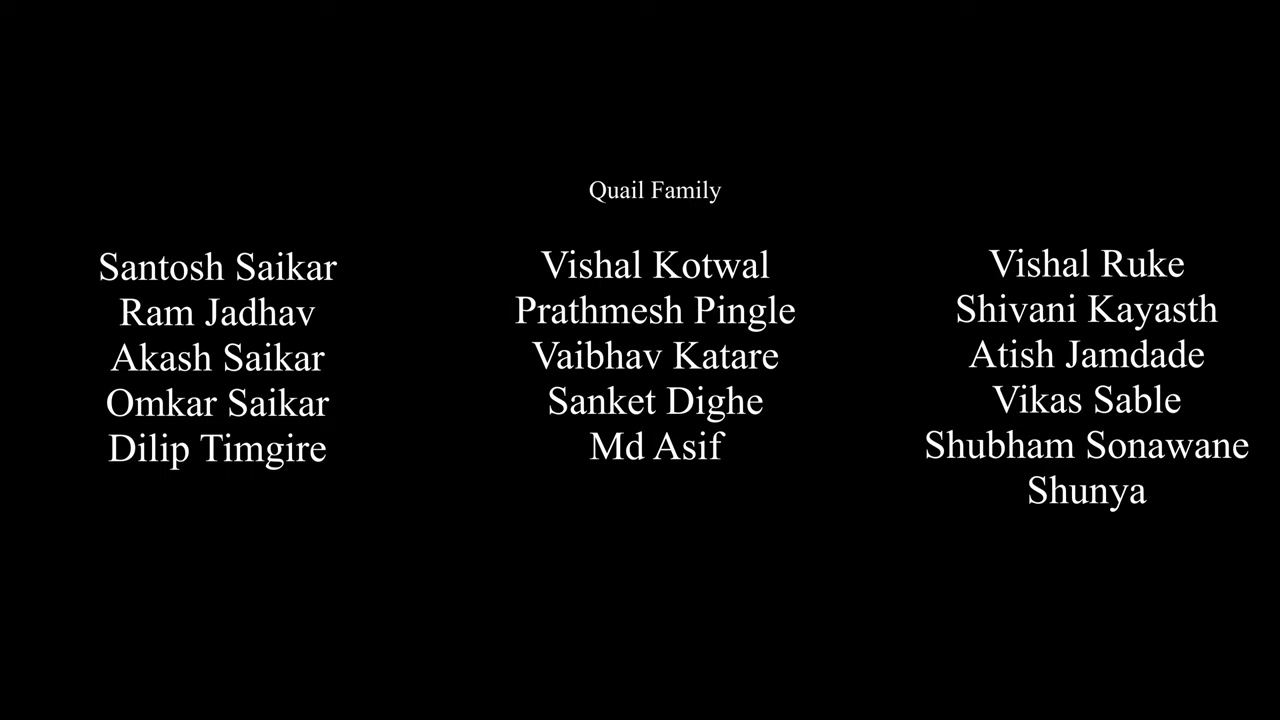 Quail Family
Santosh Saikar
Ram Jadhav
Akash Saikar
Omkar Saikar
Dilip Timgire
Vishal Kotwal
Prathmesh Pingle
Vaibhav Katare
Sanket Dighe
Md Asif
Vishal Ruke
Shivani Kayasth
Atish Jamdade
Vikas Sable
Shubham Sonawane
Shunya